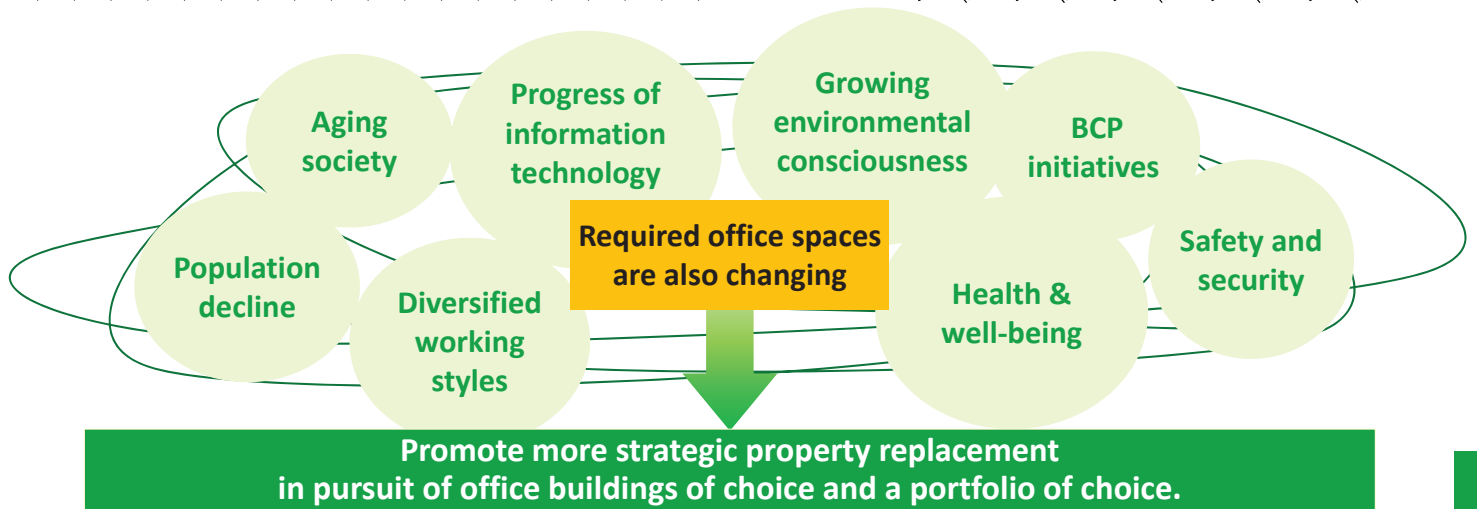 Aging
society
Progress of
information
technology
Growing
environmental
consciousness
BCP
initiatives
Population
decline
Diversified
working
styles
Required office spaces
are also changing
Health &
well-being
Safety and
security
Promote more strategic property replacement
in pursuit of office buildings of choice and a portfolio of choice.